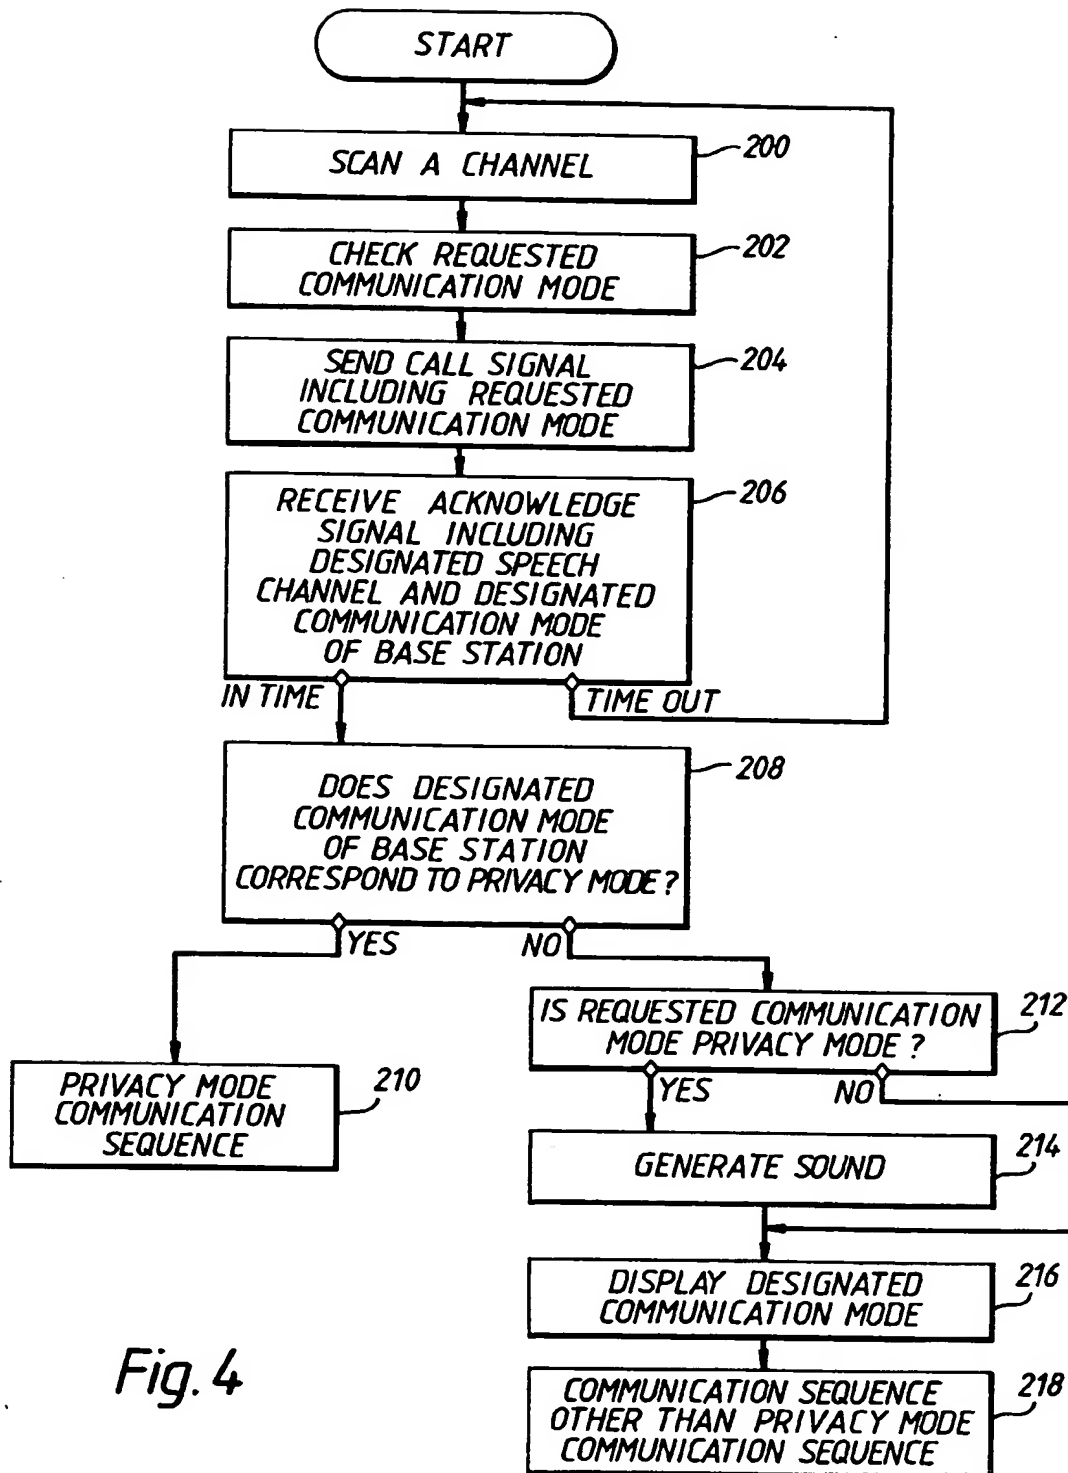 START
SCAN A CHANNEL
200
CHECK REQUESTED
COMMUNICATION MODE
202
SEND CALL SIGNAL
INCLUDING REQUESTED
COMMUNICATION MODE
204
RECEIVE ACKNOWLEDGE
SIGNAL INCLUDING
DESIGNATED SPEECH
CHANNEL AND DESIGNATED
COMMUNICATION MODE
OF BASE STATION
206
IN TIME
TIME OUT
DOES DESIGNATED
COMMUNICATION MODE
OF BASE STATION
CORRESPOND TO PRIVACY MODE?
208
YES
NO
PRIVACY MODE
COMMUNICATION
SEQUENCE
210
IS REQUESTED COMMUNICATION
MODE PRIVACY MODE?
212
YES
NO
GENERATE SOUND
214
DISPLAY DESIGNATED
COMMUNICATION MODE
216
COMMUNICATION SEQUENCE
OTHER THAN PRIVACY MODE
COMMUNICATION SEQUENCE
218
Fig. 4